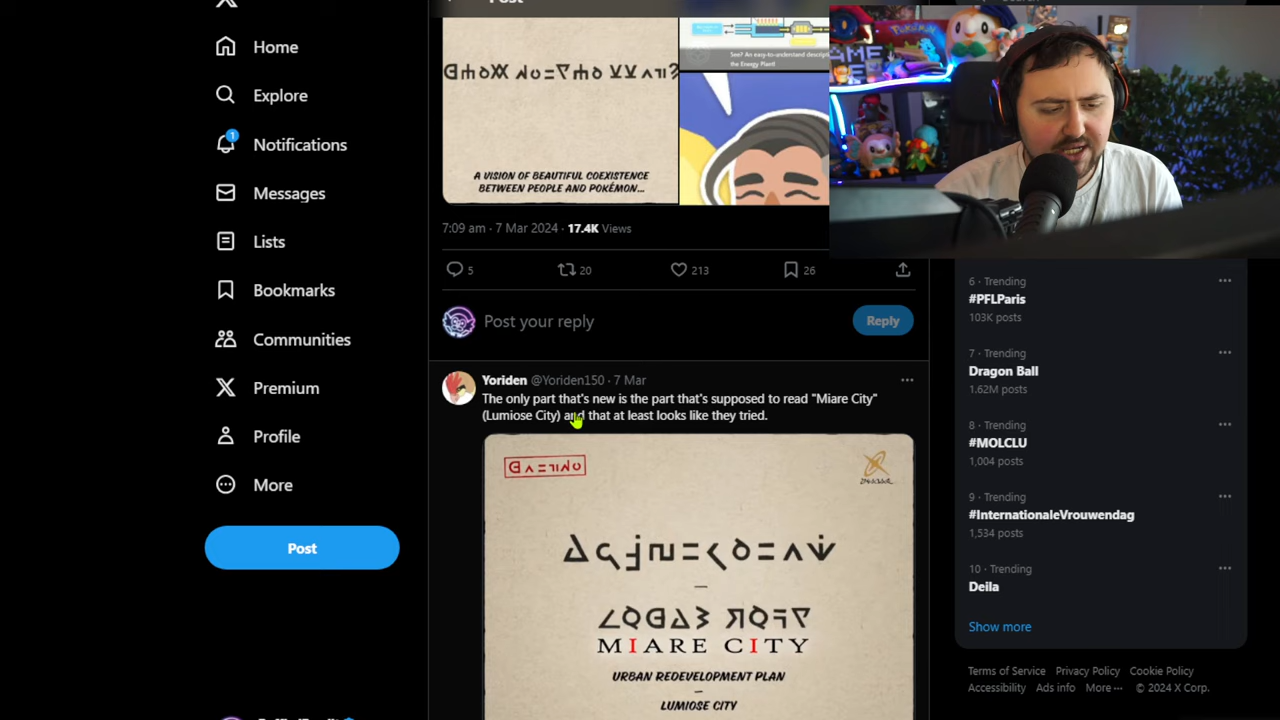 Post
Home
Explore
1
Notifications
Messages
Lists
Bookmarks
Communities
Premium
Profile
More
Post
A VISION OF BEAUTIFUL COEXISTENCE
BETWEEN PEOPLE AND POKÉMON...
the Energy Plant!
7:09 am · 7 Mar 2024 · 17.4K Views
5
20
213
26
Post your reply
Reply
Yoriden @Yoriden150 · 7 Mar
The only part that's new is the part that's supposed to read "Miare City"
(Lumiose City) and that at least looks like they tried.
MIARE CITY
URBAN REDEVELOPMENT PLAN
LUMIOSE CITY
6 · Trending
#PFLParis
103K posts
7 · Trending
Dragon Ball
1.62M posts
8 · Trending
#MOLCLU
1,004 posts
9 · Trending
#InternationaleVrouwendag
1,534 posts
10 · Trending
Deila
Show more
Terms of Service Privacy Policy Cookie Policy
Accessibility Ads info More ··· © 2024 X Corp.